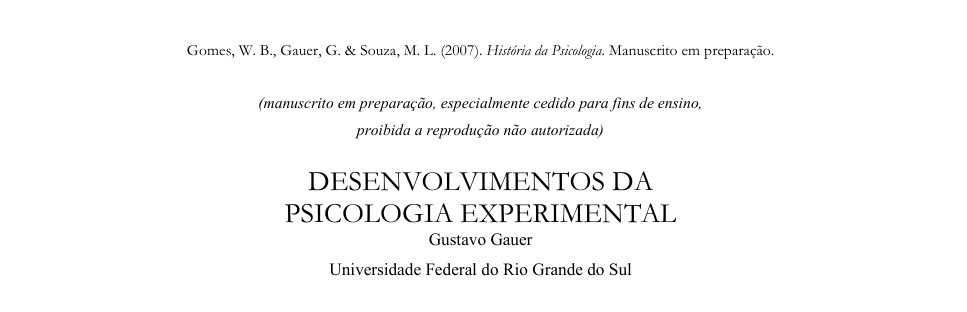 Gomes, W. B., Gauer, G. & Souza, M. L. (2007). História da Psicologia. Manuscrito em preparação.
(manuscrito em preparação, especialmente cedido para fins de ensino,
proibida a reprodução não autorizada)
DESENVOLVIMENTOS DA
PSICOLOGIA EXPERIMENTAL
Gustavo Gauer
Universidade Federal do Rio Grande do Sul